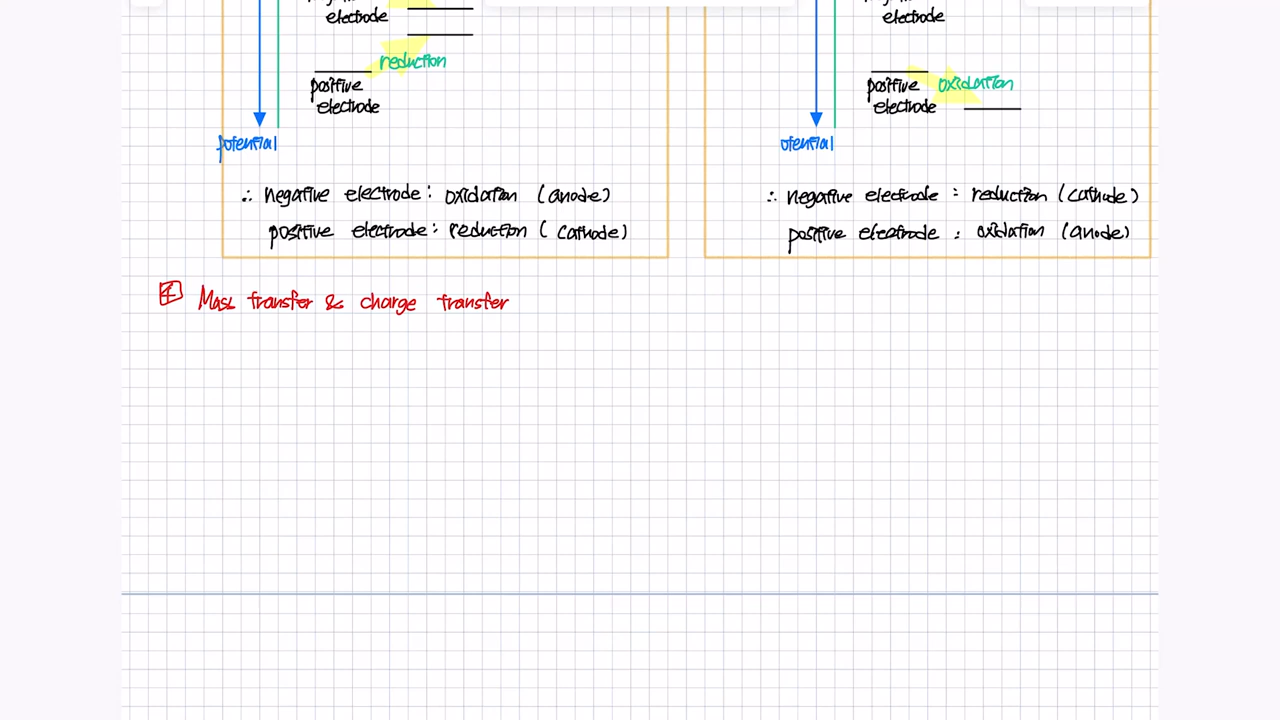 electrode
reduction
positive
electrode
potential
∴ negative electrode : oxidation (anode)
positive electrode : reduction (cathode)
electrode
oxidation
positive
electrode
otential
∴ negative electrode : reduction (cathode)
positive electrode : oxidation (anode)
Mass transfer & charge transfer